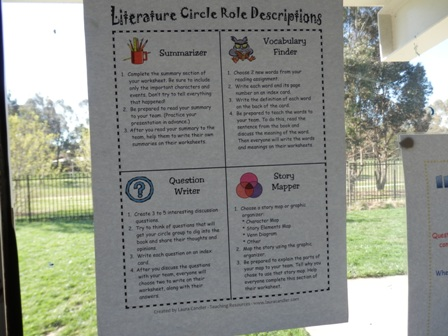 Literature Circle Role Descriptions
Summarizer
1. Complete the summary section of
your worksheet. Be sure to include
only the important characters and
events. Don't try to tell everything
that happened!
2. Be prepared to read your summary
to your team. (Practice your
presentation in advance.)
3. After you read your summary to the
team, help them to write their own
summaries on their worksheets.
Vocabulary
Finder
1. Choose 2 new words from your
reading assignment.
2. Write each word and its page
number on an index card.
3. Write the definition of each word
on the back of the card.
4. Be prepared to teach the words to
your team. To do this, read the
sentence from the book and
discuss the meaning of the word.
Then everyone will write the words
and meanings on their worksheets.
Question
Writer
1. Create 3 to 5 interesting discussion
questions.
2. Try to think of questions that will
get your circle group to dig into the
book and share their thoughts and
opinions.
3. Write each question on an index
card.
4. After you discuss the questions
with your team, everyone will
choose two to write on their
worksheet, along with their
answers.
Story
Mapper
1. Choose a story map or graphic
organizer:
* Character Map
* Story Elements Map
* Venn Diagram
* Other
2. Map the story using the graphic
organizer.
3. Be prepared to explain the parts
of your map to your team. Tell why you
chose to use that story map. Help
everyone complete this section of
their worksheet.
Created by Laura Candler - Teaching Resources - www.lauracandler.com